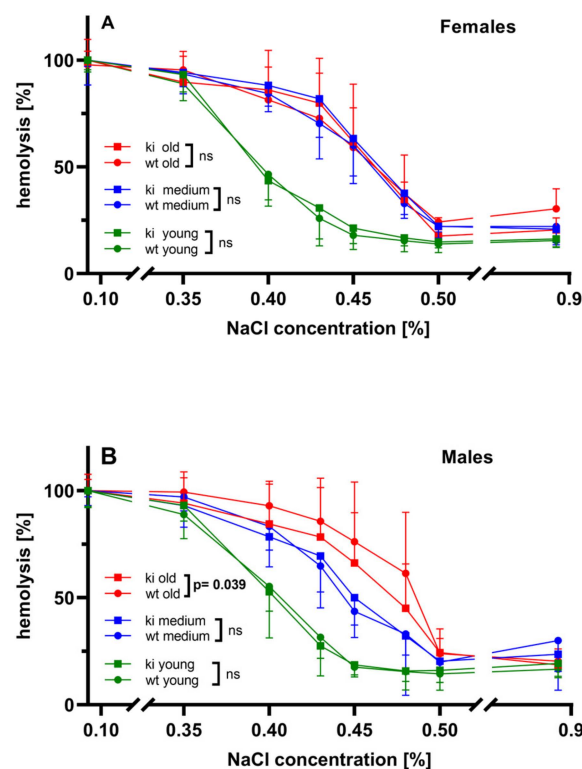 A
Females
100
50
0
hemolysis [%]
ki old
wt old
ns
ki medium
wt medium
ns
ki young
wt young
ns
0.10 0.35 0.40 0.45 0.50 0.9
NaCl concentration [%]
B
Males
100
50
0
hemolysis [%]
ki old
wt old
p= 0.039
ki medium
wt medium
ns
ki young
wt young
ns
0.10 0.35 0.40 0.45 0.50 0.9
NaCl concentration [%]